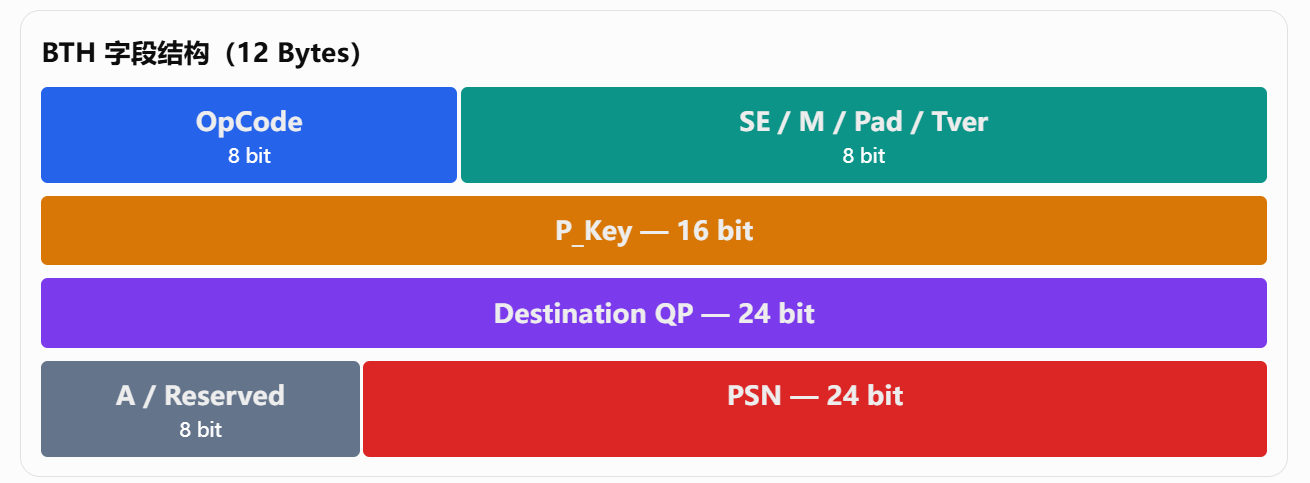 BTH 字段结构（12 Bytes）
OpCode
8 bit
SE / M / Pad / Tver
8 bit
P_Key — 16 bit
Destination QP — 24 bit
A / Reserved
8 bit
PSN — 24 bit